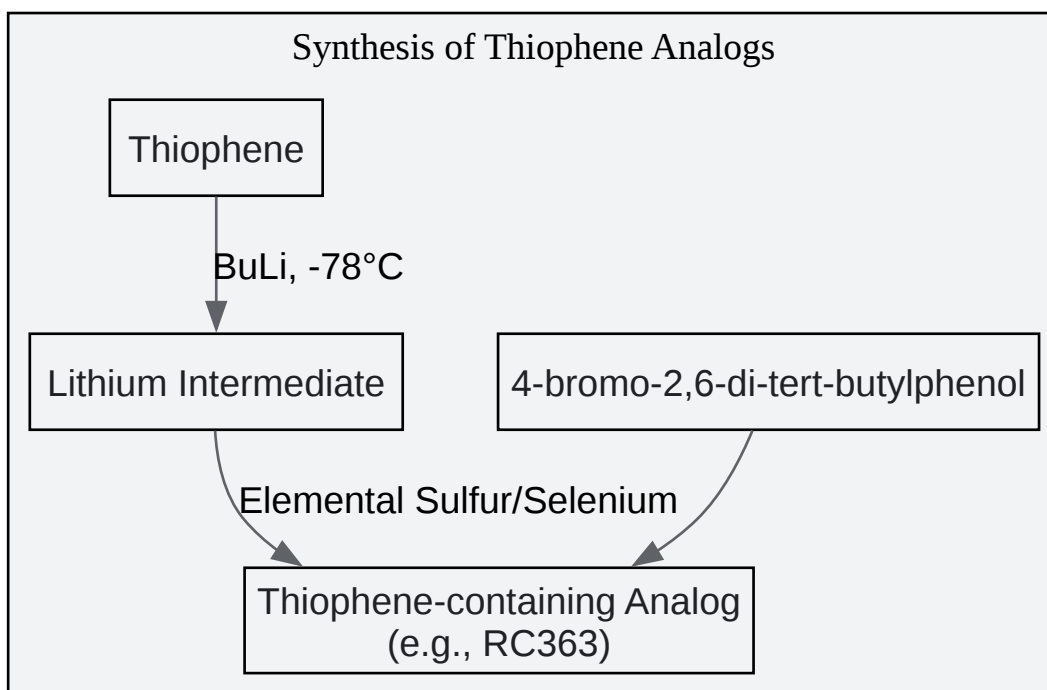 Synthesis of Thiophene Analogs
Thiophene
BuLi, -78°C
Lithium Intermediate
4-bromo-2,6-di-tert-butylphenol
Elemental Sulfur/Selenium
Thiophene-containing Analog
(e.g., RC363)